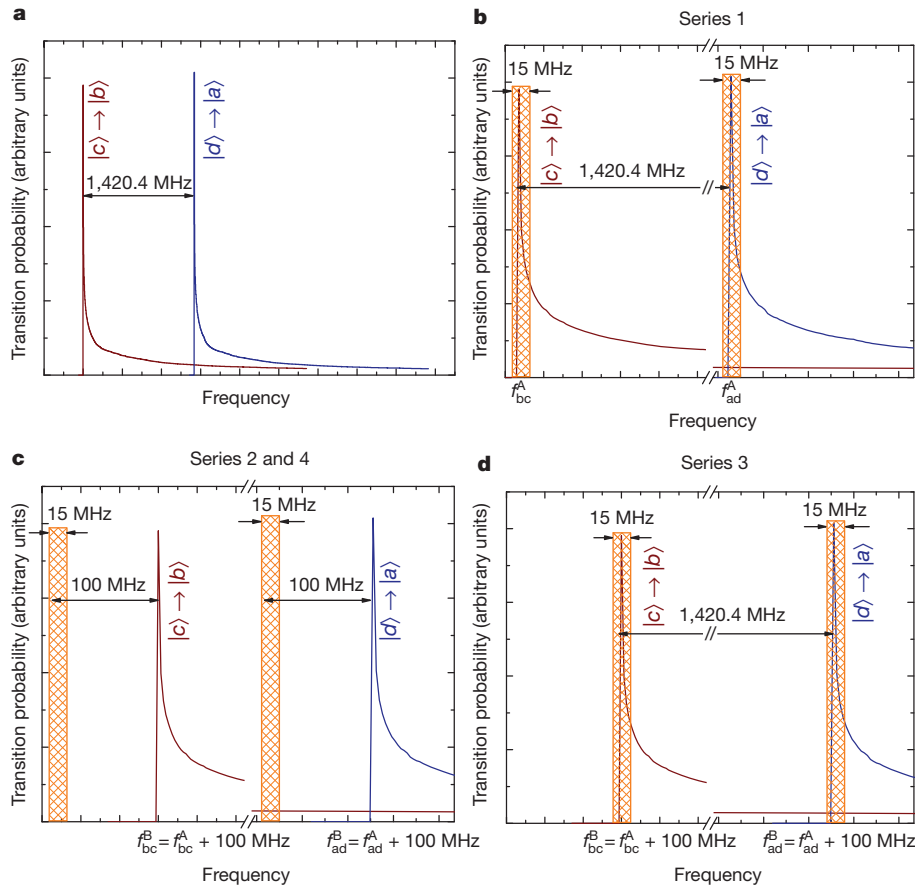 a
Transition probability (arbitrary units)
|c⟩ → |b⟩
|d⟩ → |a⟩
1,420.4 MHz
Frequency
b
Series 1
Transition probability (arbitrary units)
15 MHz
15 MHz
|c⟩ → |b⟩
|d⟩ → |a⟩
1,420.4 MHz
f^A_bc
f^A_ad
Frequency
c
Series 2 and 4
Transition probability (arbitrary units)
15 MHz
15 MHz
100 MHz
100 MHz
|c⟩ → |b⟩
|d⟩ → |a⟩
f^B_bc = f^A_bc + 100 MHz
f^B_ad = f^A_ad + 100 MHz
Frequency
d
Series 3
Transition probability (arbitrary units)
15 MHz
15 MHz
|c⟩ → |b⟩
|d⟩ → |a⟩
1,420.4 MHz
f^B_bc = f^A_bc + 100 MHz
f^B_ad = f^A_ad + 100 MHz
Frequency